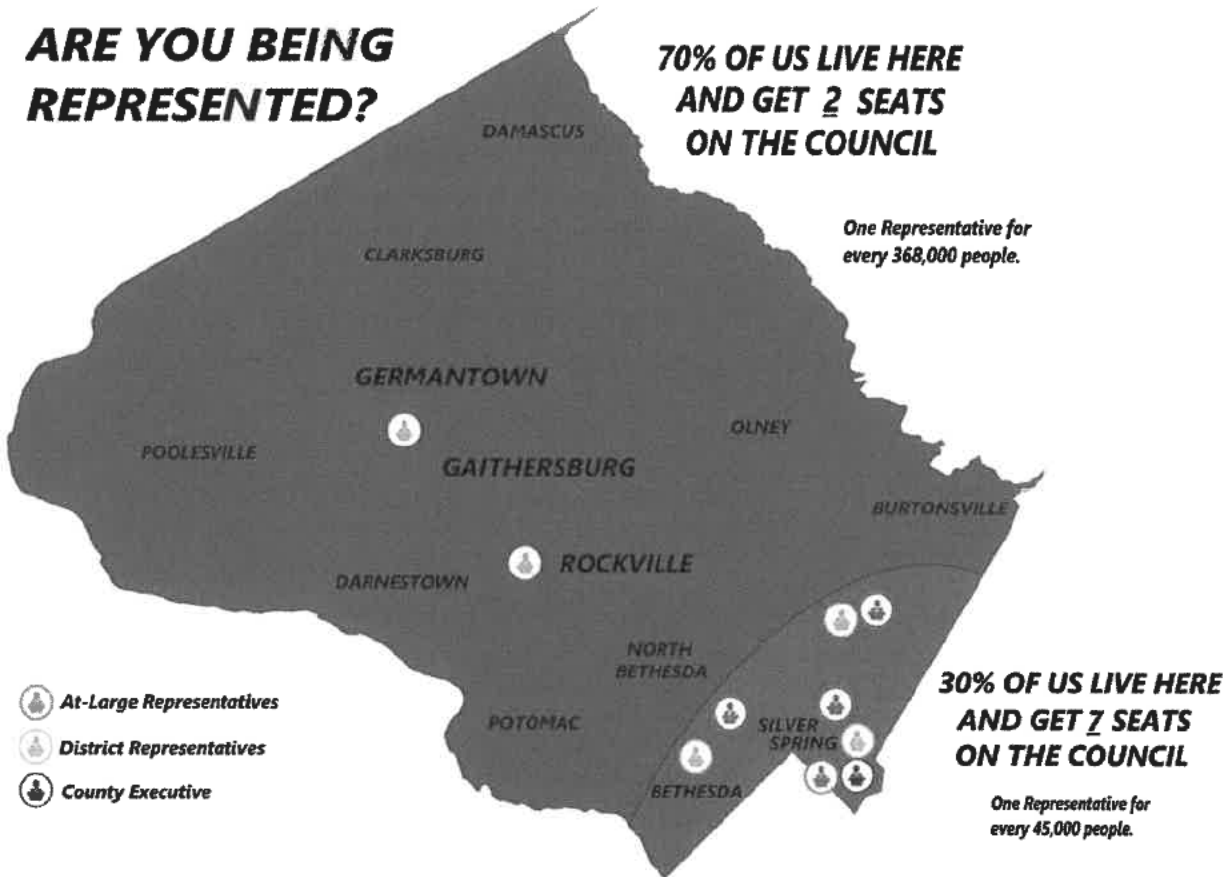 ARE YOU BEING
REPRESENTED?
70% OF US LIVE HERE
AND GET 2 SEATS
ON THE COUNCIL
One Representative for
every 368,000 people.
DAMASCUS
CLARKSBURG
GERMANTOWN
OLNEY
POOLESVILLE
GAITHERSBURG
BURTONSVILLE
ROCKVILLE
DARNESTOWN
NORTH
BETHESDA
POTOMAC
SILVER
SPRING
BETHESDA
At-Large Representatives
District Representatives
County Executive
30% OF US LIVE HERE
AND GET 7 SEATS
ON THE COUNCIL
One Representative for
every 45,000 people.